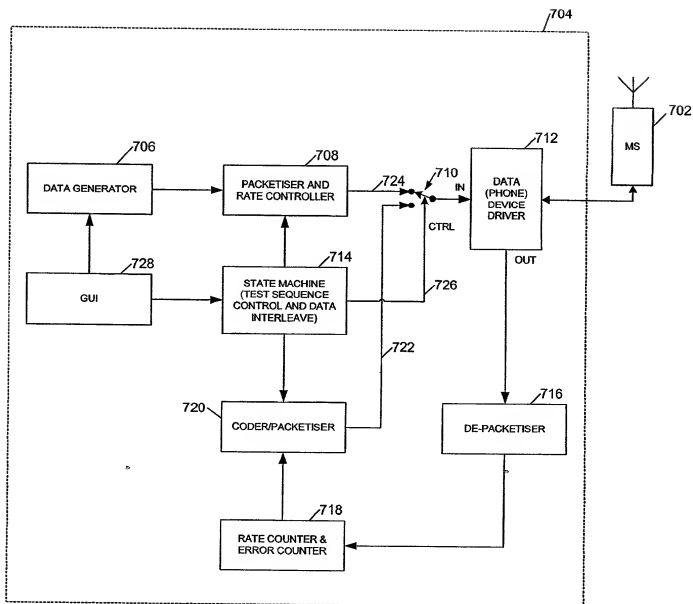 704
702
MS
706
DATA GENERATOR
708
PACKETISER AND
RATE CONTROLLER
724
710
IN
CTRL
712
DATA
(PHONE)
DEVICE
DRIVER
OUT
728
GUI
714
STATE MACHINE
(TEST SEQUENCE
CONTROL AND DATA
INTERLEAVE)
726
722
720
CODER/PACKETISER
716
DE-PACKETISER
718
RATE COUNTER &
ERROR COUNTER